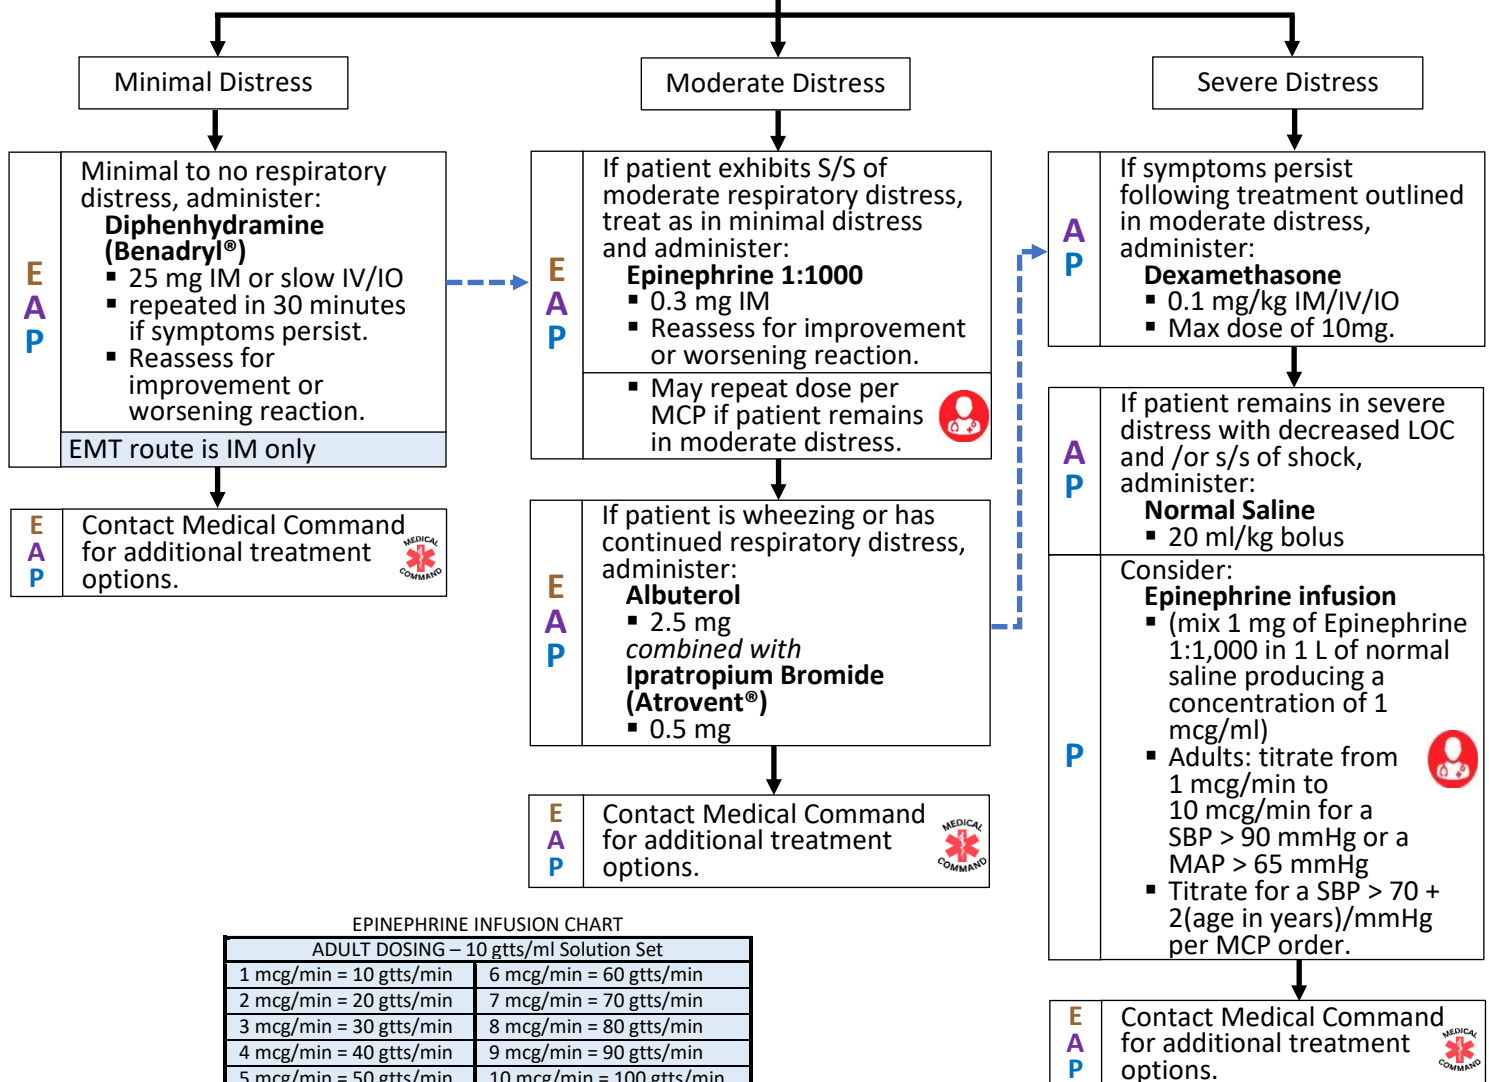 Minimal Distress
Minimal to no respiratory
distress, administer:
Diphenhydramine
(Benadryl®)
▪ 25 mg IM or slow IV/IO
▪ repeated in 30 minutes
if symptoms persist.
▪ Reassess for
improvement or
worsening reaction.
E
A
P
EMT route is IM only
E
A
P
Contact Medical Command
for additional treatment
options.
MEDICAL
COMMAND
Moderate Distress
E
A
P
If patient exhibits S/S of
moderate respiratory distress,
treat as in minimal distress
and administer:
Epinephrine 1:1000
▪ 0.3 mg IM
▪ Reassess for improvement
or worsening reaction.
▪ May repeat dose per
MCP if patient remains
in moderate distress.
E
A
P
If patient is wheezing or has
continued respiratory distress,
administer:
Albuterol
▪ 2.5 mg
combined with
Ipratropium Bromide
(Atrovent®)
▪ 0.5 mg
E
A
P
Contact Medical Command
for additional treatment
options.
MEDICAL
COMMAND
Severe Distress
A
P
If symptoms persist
following treatment outlined
in moderate distress,
administer:
Dexamethasone
▪ 0.1 mg/kg IM/IV/IO
▪ Max dose of 10mg.
A
P
If patient remains in severe
distress with decreased LOC
and /or s/s of shock,
administer:
Normal Saline
▪ 20 ml/kg bolus
P
Consider:
Epinephrine infusion
▪ (mix 1 mg of Epinephrine
1:1,000 in 1 L of normal
saline producing a
concentration of 1
mcg/ml)
▪ Adults: titrate from
1 mcg/min to
10 mcg/min for a
SBP > 90 mmHg or a
MAP > 65 mmHg
▪ Titrate for a SBP > 70 +
2(age in years)/mmHg
per MCP order.
E
A
P
Contact Medical Command
for additional treatment
options.
MEDICAL
COMMAND
EPINEPHRINE INFUSION CHART
ADULT DOSING – 10 gtts/ml Solution Set
1 mcg/min = 10 gtts/min 6 mcg/min = 60 gtts/min
2 mcg/min = 20 gtts/min 7 mcg/min = 70 gtts/min
3 mcg/min = 30 gtts/min 8 mcg/min = 80 gtts/min
4 mcg/min = 40 gtts/min 9 mcg/min = 90 gtts/min
5 mcg/min = 50 gtts/min 10 mcg/min = 100 gtts/min